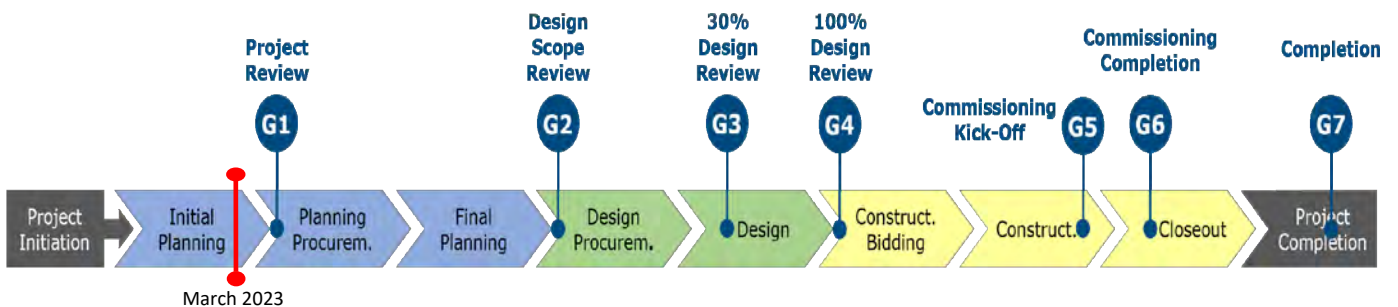 Project
Review
G1
Design
Scope
Review
G2
30%
Design
Review
G3
100%
Design
Review
G4
Commissioning
Kick-Off
G5
Commissioning
Completion
G6
Completion
G7
Project
Initiation
Initial
Planning
Planning
Procurem.
Final
Planning
Design
Procurem.
Design
Construct.
Bidding
Construct.
Closeout
Project
Completion
March 2023